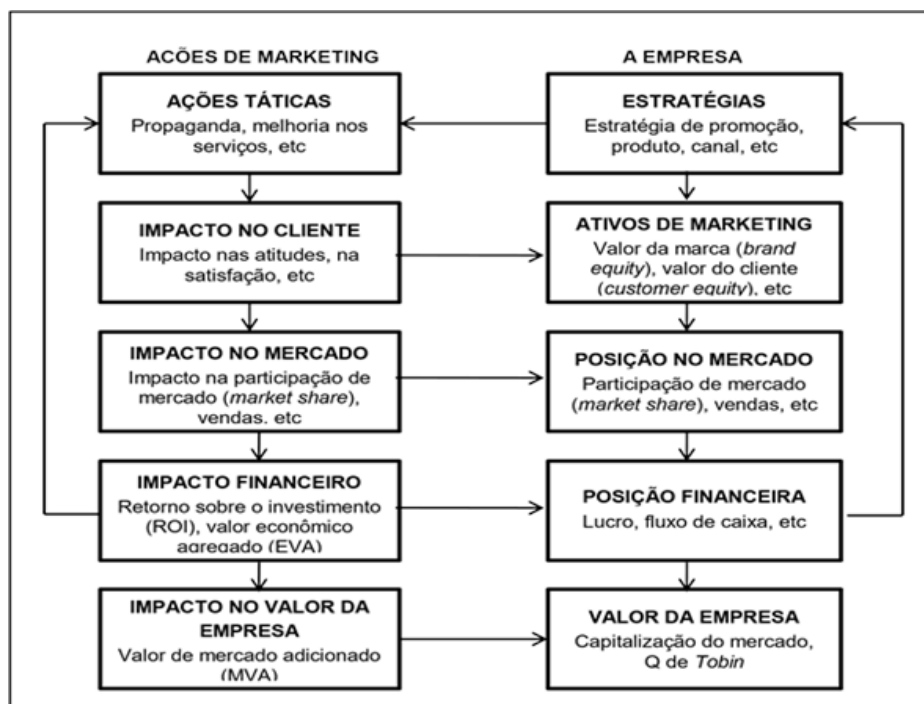 ACÕES DE MARKETING
A EMPRESA
AÇÕES TÁTICAS
Propaganda, melhoria nos
serviços, etc
ESTRATÉGIAS
Estratégia de promoção,
produto, canal, etc
IMPACTO NO CLIENTE
Impacto nas atitudes, na
satisfação, etc
ATIVOS DE MARKETING
Valor da marca (brand
equity), valor do cliente
(customer equity), etc
IMPACTO NO MERCADO
Impacto na participação de
mercado (market share),
vendas. etc
POSIÇÃO NO MERCADO
Participação de mercado
(market share), vendas, etc
IMPACTO FINANCEIRO
Retorno sobre o investimento
(ROI), valor econômico
agregado (EVA)
POSIÇÃO FINANCEIRA
Lucro, fluxo de caixa, etc
IMPACTO NO VALOR DA
EMPRESA
Valor de mercado adicionado
(MVA)
VALOR DA EMPRESA
Capitalização do mercado,
Q de Tobin